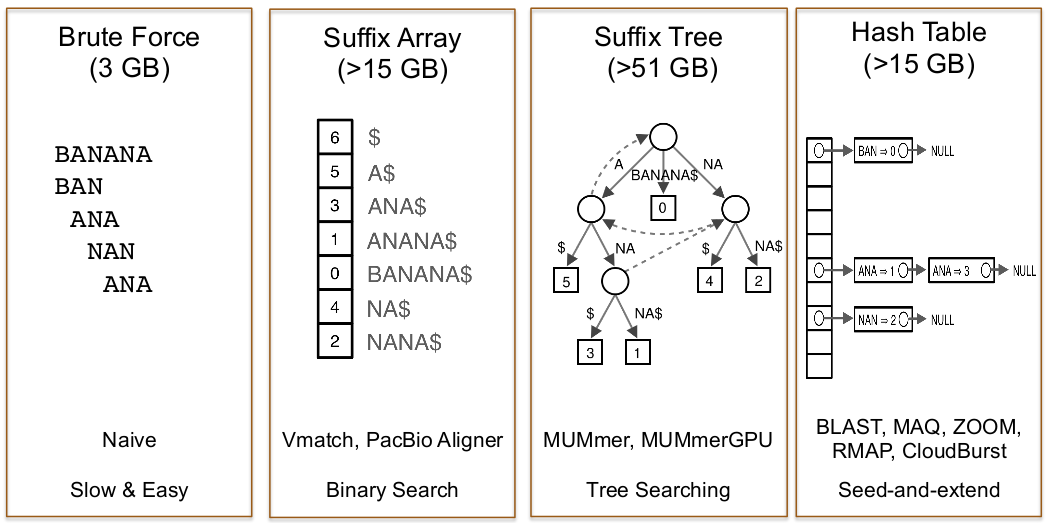 Brute Force
(3 GB)
BANANA
BAN
ANA
NAN
ANA
Naive
Slow & Easy
Suffix Array
(>15 GB)
6 $
5 A$
3 ANA$
1 ANANA$
0 BANANA$
4 NA$
2 NANA$
Vmatch, PacBio Aligner
Binary Search
Suffix Tree
(>51 GB)
A
NA
BANANA$
0
$
NA
$
NA$
5
4
2
$
NA$
3
1
MUMmer, MUMmerGPU
Tree Searching
Hash Table
(>15 GB)
BAN ⇒ 0
NULL
ANA ⇒ 1
ANA ⇒ 3
NULL
NAN ⇒ 2
NULL
BLAST, MAQ, ZOOM,
RMAP, CloudBurst
Seed-and-extend